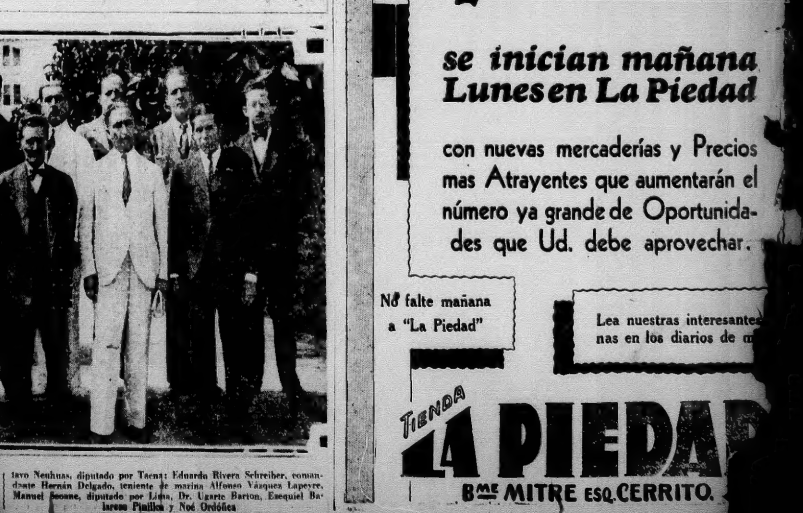 se inician mañana
Lunes en La Piedad
con nuevas mercaderías y Precios
mas Atrayentes que aumentarán el
número ya grande de Oportunida-
des que Ud. debe aprovechar.
No falte mañana
a "La Piedad"
Lea nuestras interesantes
nas en los diarios de m
TIENDA
LA PIEDAD
Bme MITRE ESQ. CERRITO.
tavo Neuhaus, diputado por Tacna; Eduardo Rivera Schreiber, coman-
dante Hernán Delgado, teniente de marina Alfonso Vázquez Lapeyre,
Manuel Seoane, diputado por Lima, Dr. Ugarte Barton, Ezequiel Ba-
larezo Pinillos y Noé Ordóñez